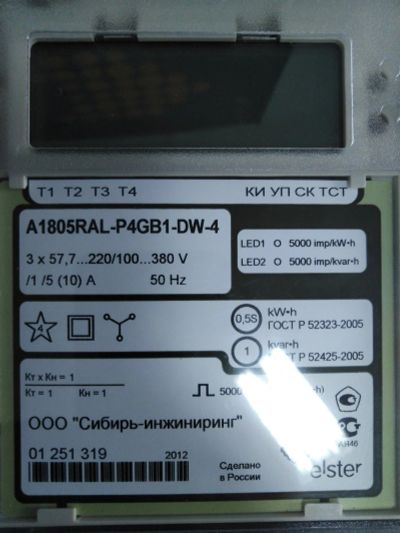 T1 T2 T3 T4 КИ УП СК ТСТ
A1805RAL-P4GB1-DW-4
3 x 57,7...220/100...380 V
/1 /5 (10) A 50 Hz
LED1 O 5000 imp/kW•h
LED2 O 5000 imp/kvar•h
4
0,5S kW•h
ГОСТ Р 52323-2005
1 kvar•h
ГОСТ Р 52425-2005
Кт x Кн = 1
Кт = 1 Кн = 1
5000 h)
ООО "Сибирь-инжиниринг"
01 251 319 2012
Сделано
в России
elster